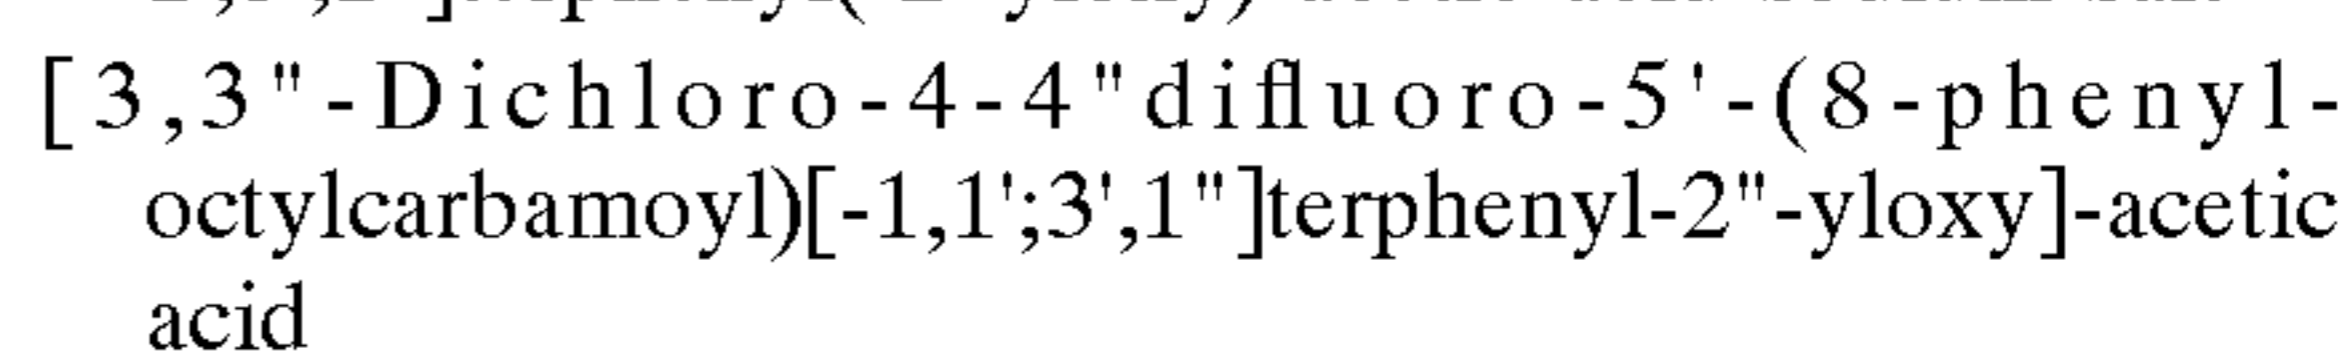 [3,3"-Dichloro-4-4"difluoro-5'-(8-phenyl-
octylcarbamoyl)[-1,1';3',1"]terphenyl-2"-yloxy]-acetic
acid